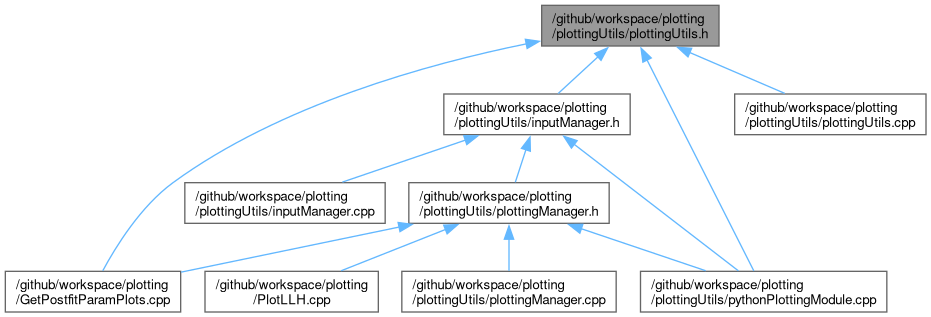 /github/workspace/plotting
/plottingUtils/plottingUtils.h
/github/workspace/plotting
/plottingUtils/inputManager.h
/github/workspace/plotting
/plottingUtils/plottingUtils.cpp
/github/workspace/plotting
/plottingUtils/inputManager.cpp
/github/workspace/plotting
/plottingUtils/plottingManager.h
/github/workspace/plotting
/GetPostfitParamPlots.cpp
/github/workspace/plotting
/PlotLLH.cpp
/github/workspace/plotting
/plottingUtils/plottingManager.cpp
/github/workspace/plotting
/plottingUtils/pythonPlottingModule.cpp